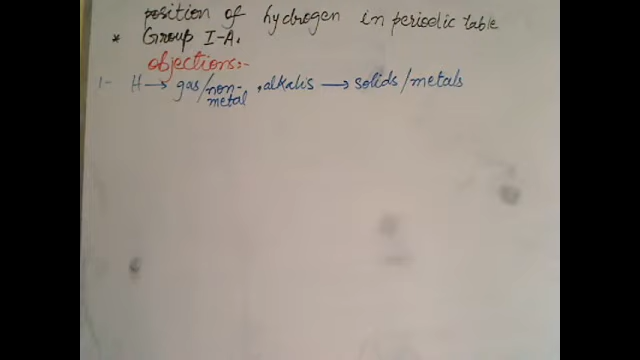 position of hydrogen in periodic table
* Group I-A.
objections:-
1- H → gas/non-metal , alkalis → solids/metals